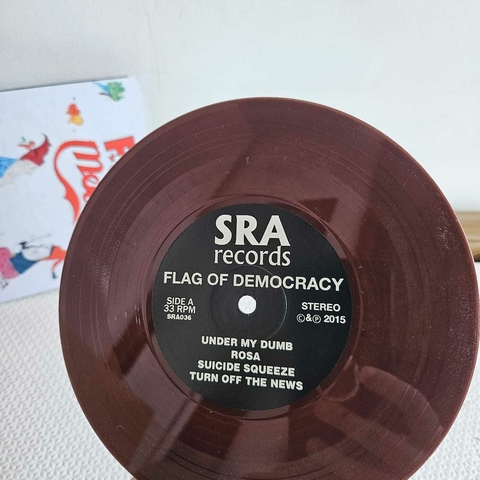 SRA
records
FLAG OF DEMOCRACY
SIDE A
33 RPM
SRA036
STEREO
©&℗ 2015
UNDER MY DUMB
ROSA
SUICIDE SQUEEZE
TURN OFF THE NEWS